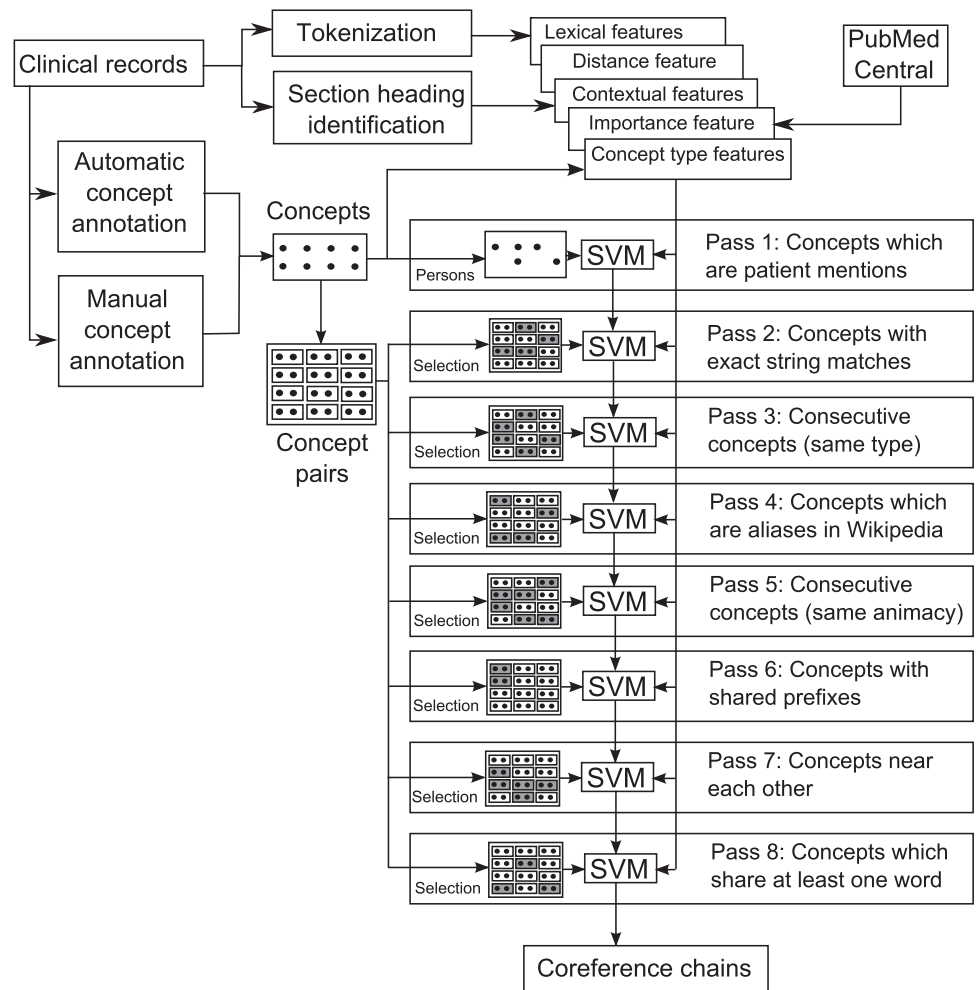 Clinical records
Tokenization
Section heading
identification
Lexical features
Distance feature
Contextual features
Importance feature
Concept type features
PubMed
Central
Automatic
concept
annotation
Manual
concept
annotation
Concepts
Concept
pairs
Persons
SVM
Pass 1: Concepts which
are patient mentions
Selection
SVM
Pass 2: Concepts with
exact string matches
Selection
SVM
Pass 3: Consecutive
concepts (same type)
Selection
SVM
Pass 4: Concepts which
are aliases in Wikipedia
Selection
SVM
Pass 5: Consecutive
concepts (same animacy)
Selection
SVM
Pass 6: Concepts with
shared prefixes
Selection
SVM
Pass 7: Concepts near
each other
Selection
SVM
Pass 8: Concepts which
share at least one word
Coreference chains